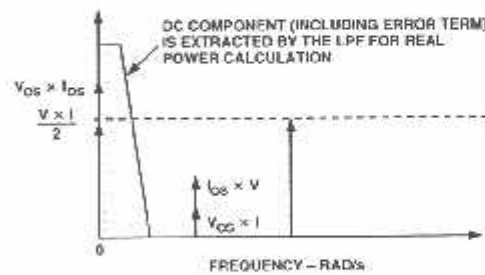 DC COMPONENT (INCLUDING ERROR TERM)
IS EXTRACTED BY THE LPF FOR REAL
POWER CALCULATION
VOS × IOS
V × I
2
IOS × V
VOS × I
0
FREQUENCY – RAD/s